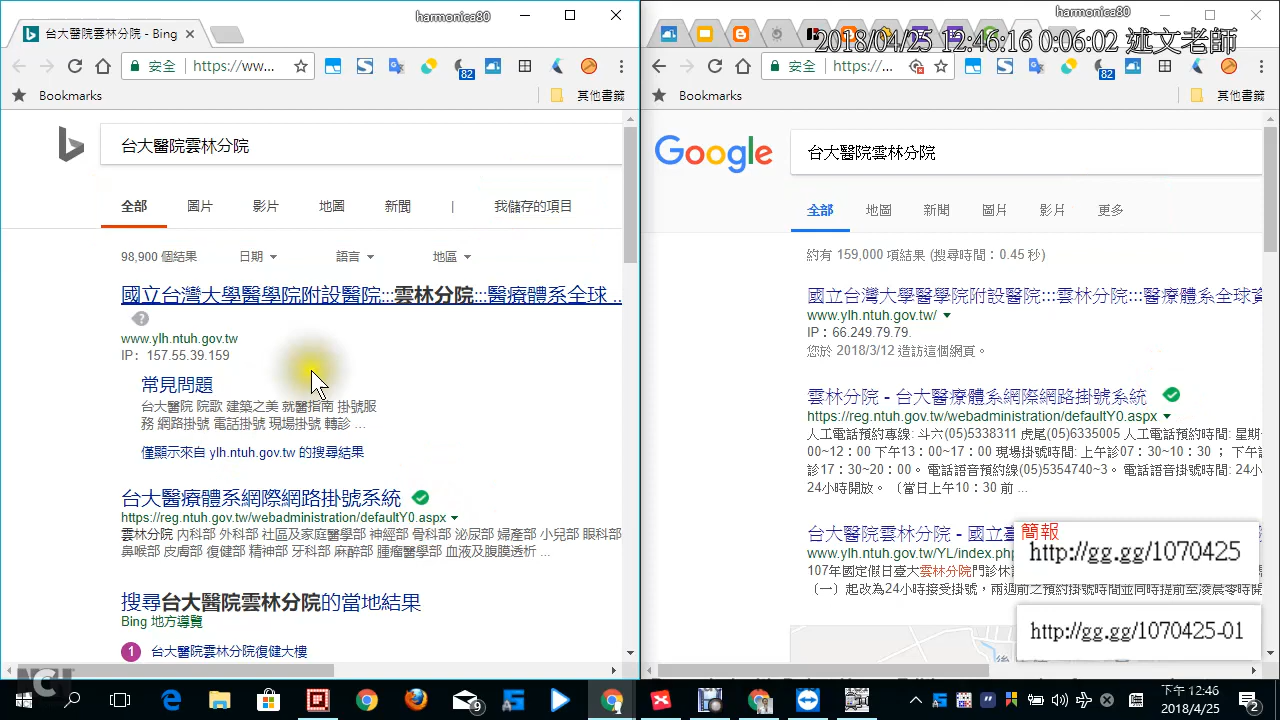 harmonica80
台大醫院雲林分院 - Bing
安全
https://www...
82
Bookmarks
其他書籤
台大醫院雲林分院
全部
圖片
影片
地圖
新聞
|
我儲存的項目
98,900 個結果
日期
語言
地區
國立台灣大學醫學院附設醫院:::雲林分院:::醫療體系全球 ...
www.ylh.ntuh.gov.tw
IP： 157.55.39.159
常見問題
台大醫院 院歌 建築之美 就醫指南 掛號服
務 網路掛號 電話掛號 現場掛號 轉診 ...
僅顯示來自 ylh.ntuh.gov.tw 的搜尋結果
台大醫療體系網際網路掛號系統
https://reg.ntuh.gov.tw/webadministration/defaultY0.aspx
雲林分院 內科部 外科部 社區及家庭醫學部 神經部 骨科部 泌尿部 婦產部 小兒部 眼科部
鼻喉部 皮膚部 復健部 精神部 牙科部 麻醉部 腫瘤醫學部 血液及腹膜透析 ...
搜尋台大醫院雲林分院的當地結果
Bing 地方導覽
1
台大醫院雲林分院復健大樓
harmonica80
2018/04/25 12:46:16 0:06:02 述文老師
安全
https://...
82
Bookmarks
其他書籤
Google
台大醫院雲林分院
全部
地圖
新聞
圖片
影片
更多
約有 159,000 項結果 (搜尋時間：0.45 秒)
國立台灣大學醫學院附設醫院:::雲林分院:::醫療體系全球資
www.ylh.ntuh.gov.tw/
IP：66.249.79.79.
您於 2018/3/12 造訪這個網頁。
雲林分院 - 台大醫療體系網際網路掛號系統
https://reg.ntuh.gov.tw/webadministration/defaultY0.aspx
人工電話預約專線: 斗六(05)5338311 虎尾(05)6335005 人工電話預約時間: 星期
00~12：00 下午13：00~17：00 現場掛號時間: 上午診07：30~10：30 ； 下午
診17：30~20：00。 電話語音預約線(05)5354740~3。 電話語音掛號時間: 24小
24小時開放。 （當日上午10：30 前 ...
台大醫院雲林分院 - 國立臺
www.ylh.ntuh.gov.tw/YL/index.php
107年國定假日臺大雲林分院門診休診
（一）起改為24小時接受掛號，兩週前之預約掛號時間並同時提前至凌晨零時開
簡報
http://gg.gg/1070425
http://gg.gg/1070425-01
9
下午 12:46
2018/4/25
2